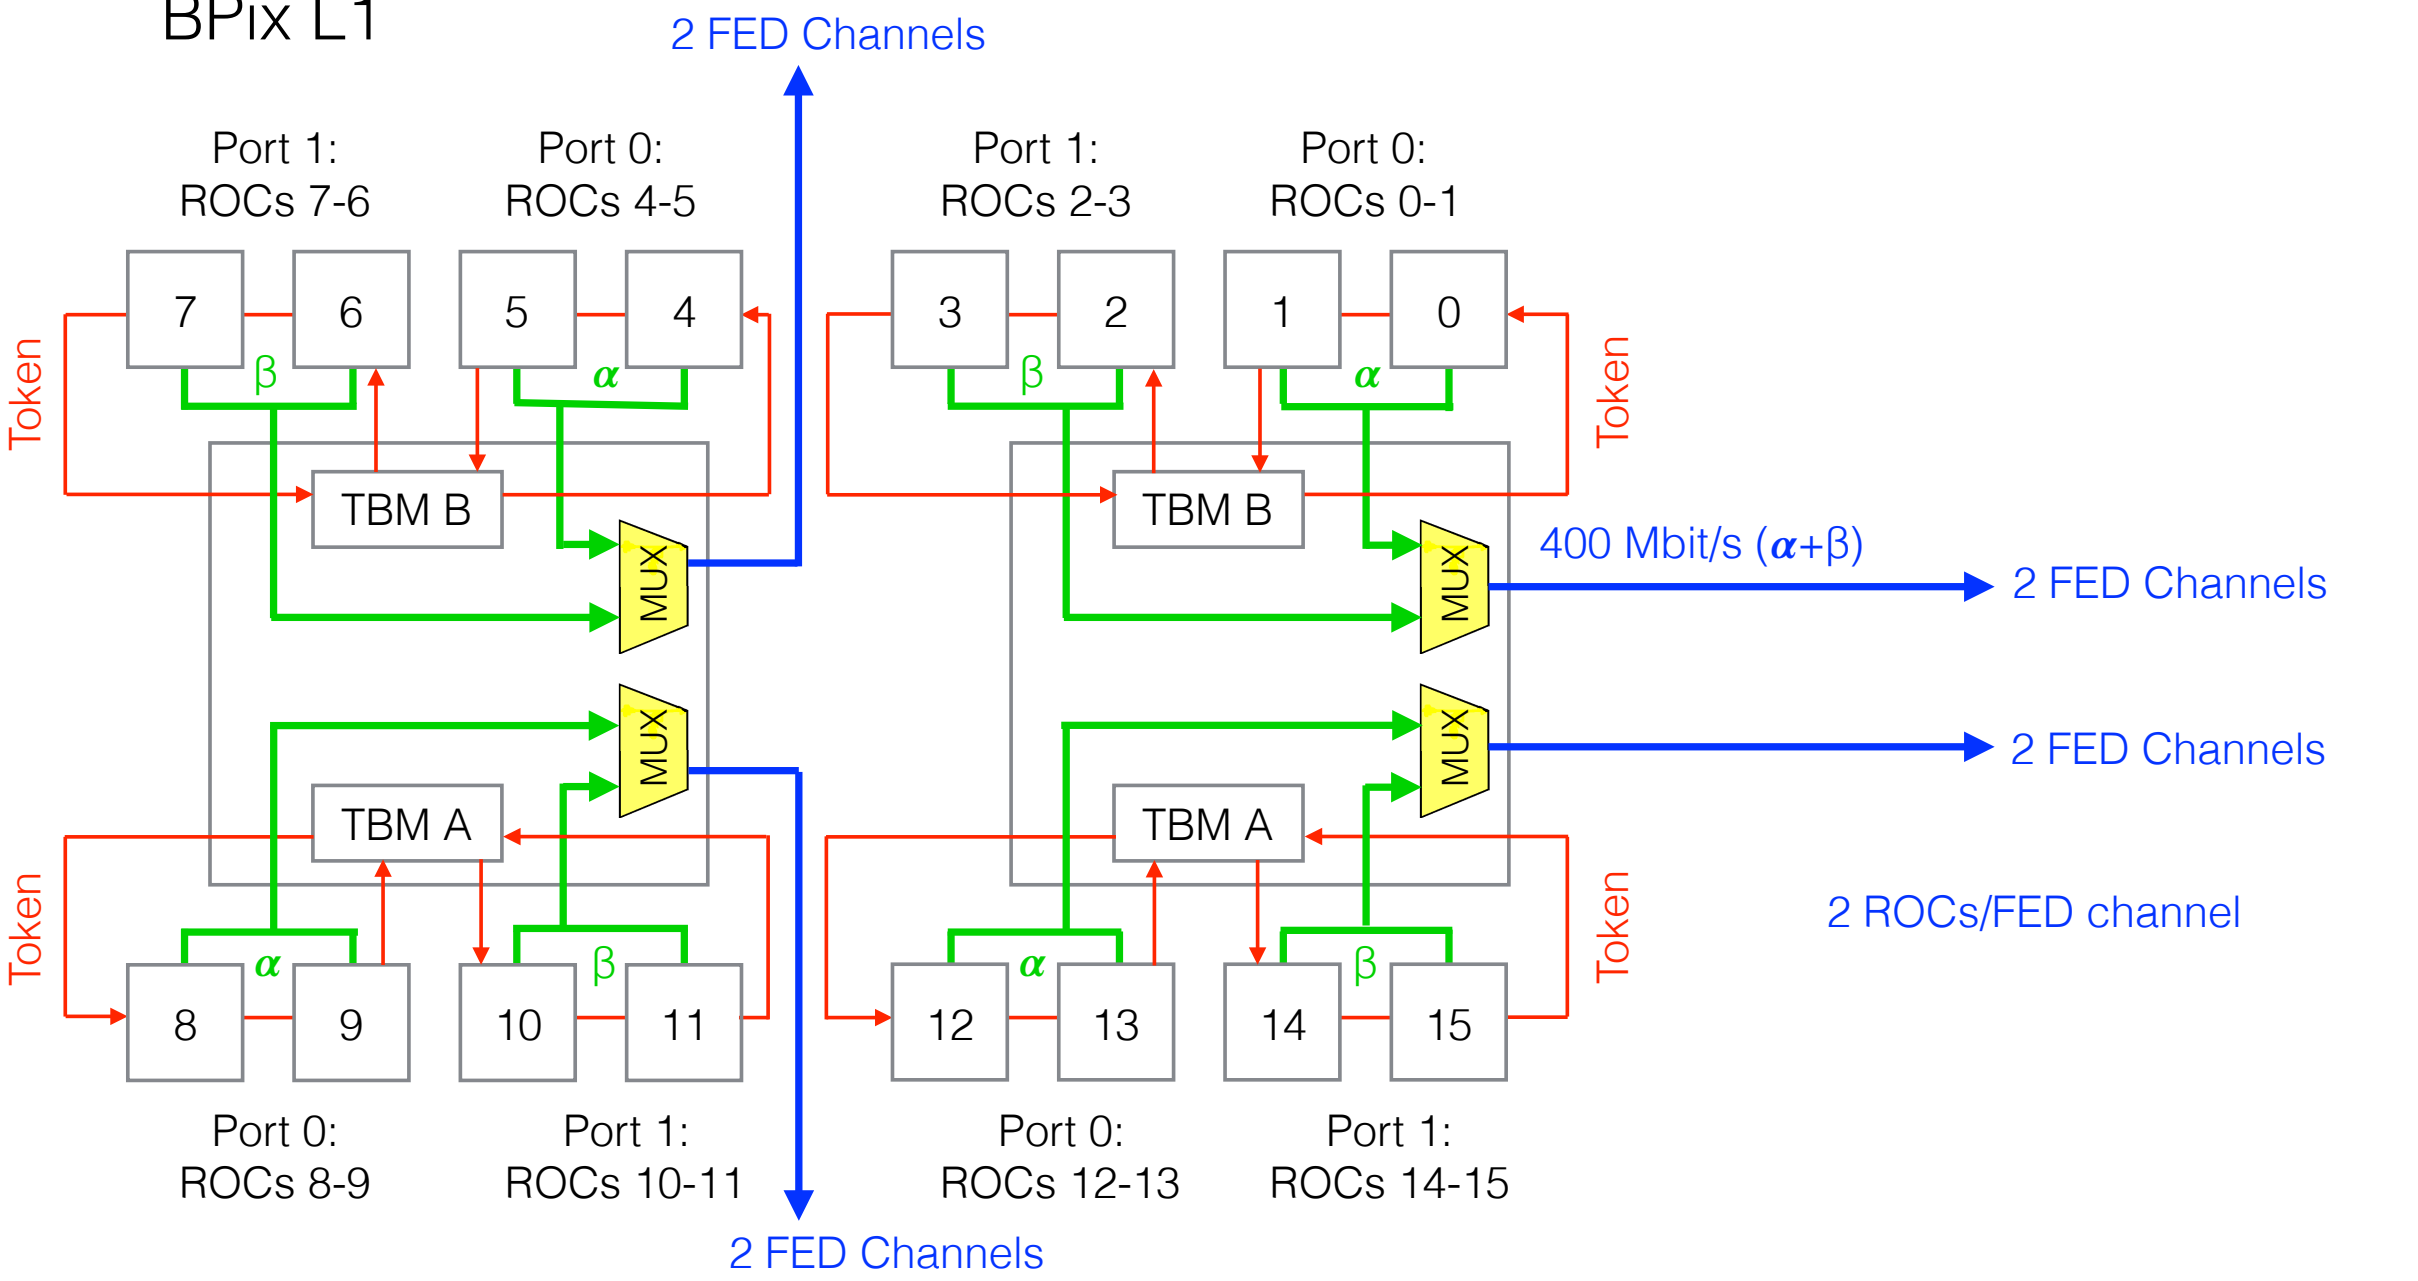 BPix L1
2 FED Channels
Port 1:
ROCs 7-6
Port 0:
ROCs 4-5
Port 1:
ROCs 2-3
Port 0:
ROCs 0-1
7
6
5
4
3
2
1
0
β
α
β
α
Token
Token
TBM B
TBM B
MUX
MUX
400 Mbit/s (α+β)
2 FED Channels
MUX
MUX
2 FED Channels
TBM A
TBM A
Token
Token
2 ROCs/FED channel
α
β
α
β
8
9
10
11
12
13
14
15
Port 0:
ROCs 8-9
Port 1:
ROCs 10-11
Port 0:
ROCs 12-13
Port 1:
ROCs 14-15
2 FED Channels